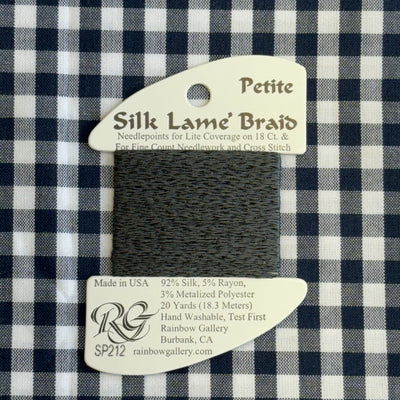 Petite
Silk Lame' Braid
Needlepoints for Lite Coverage on 18 Ct. &
For Fine Count Needlework and Cross Stitch
Made in USA
92% Silk, 5% Rayon,
3% Metalized Polyester
20 Yards (18.3 Meters)
Hand Washable, Test First
Rainbow Gallery
Burbank, CA
rainbowgallery.com
RG
SP212